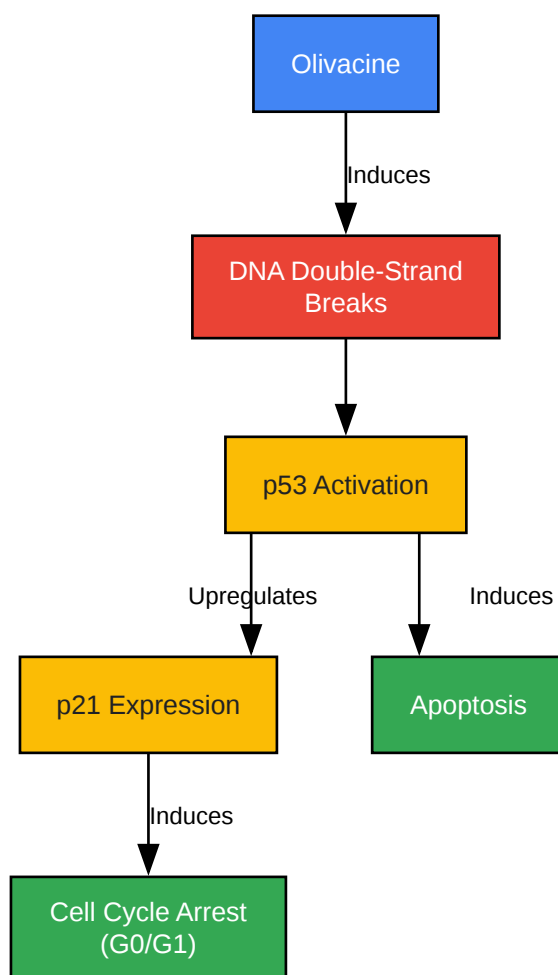 Olivacine
Induces
DNA Double-Strand
Breaks
p53 Activation
Upregulates
Induces
p21 Expression
Apoptosis
Induces
Cell Cycle Arrest
(G0/G1)